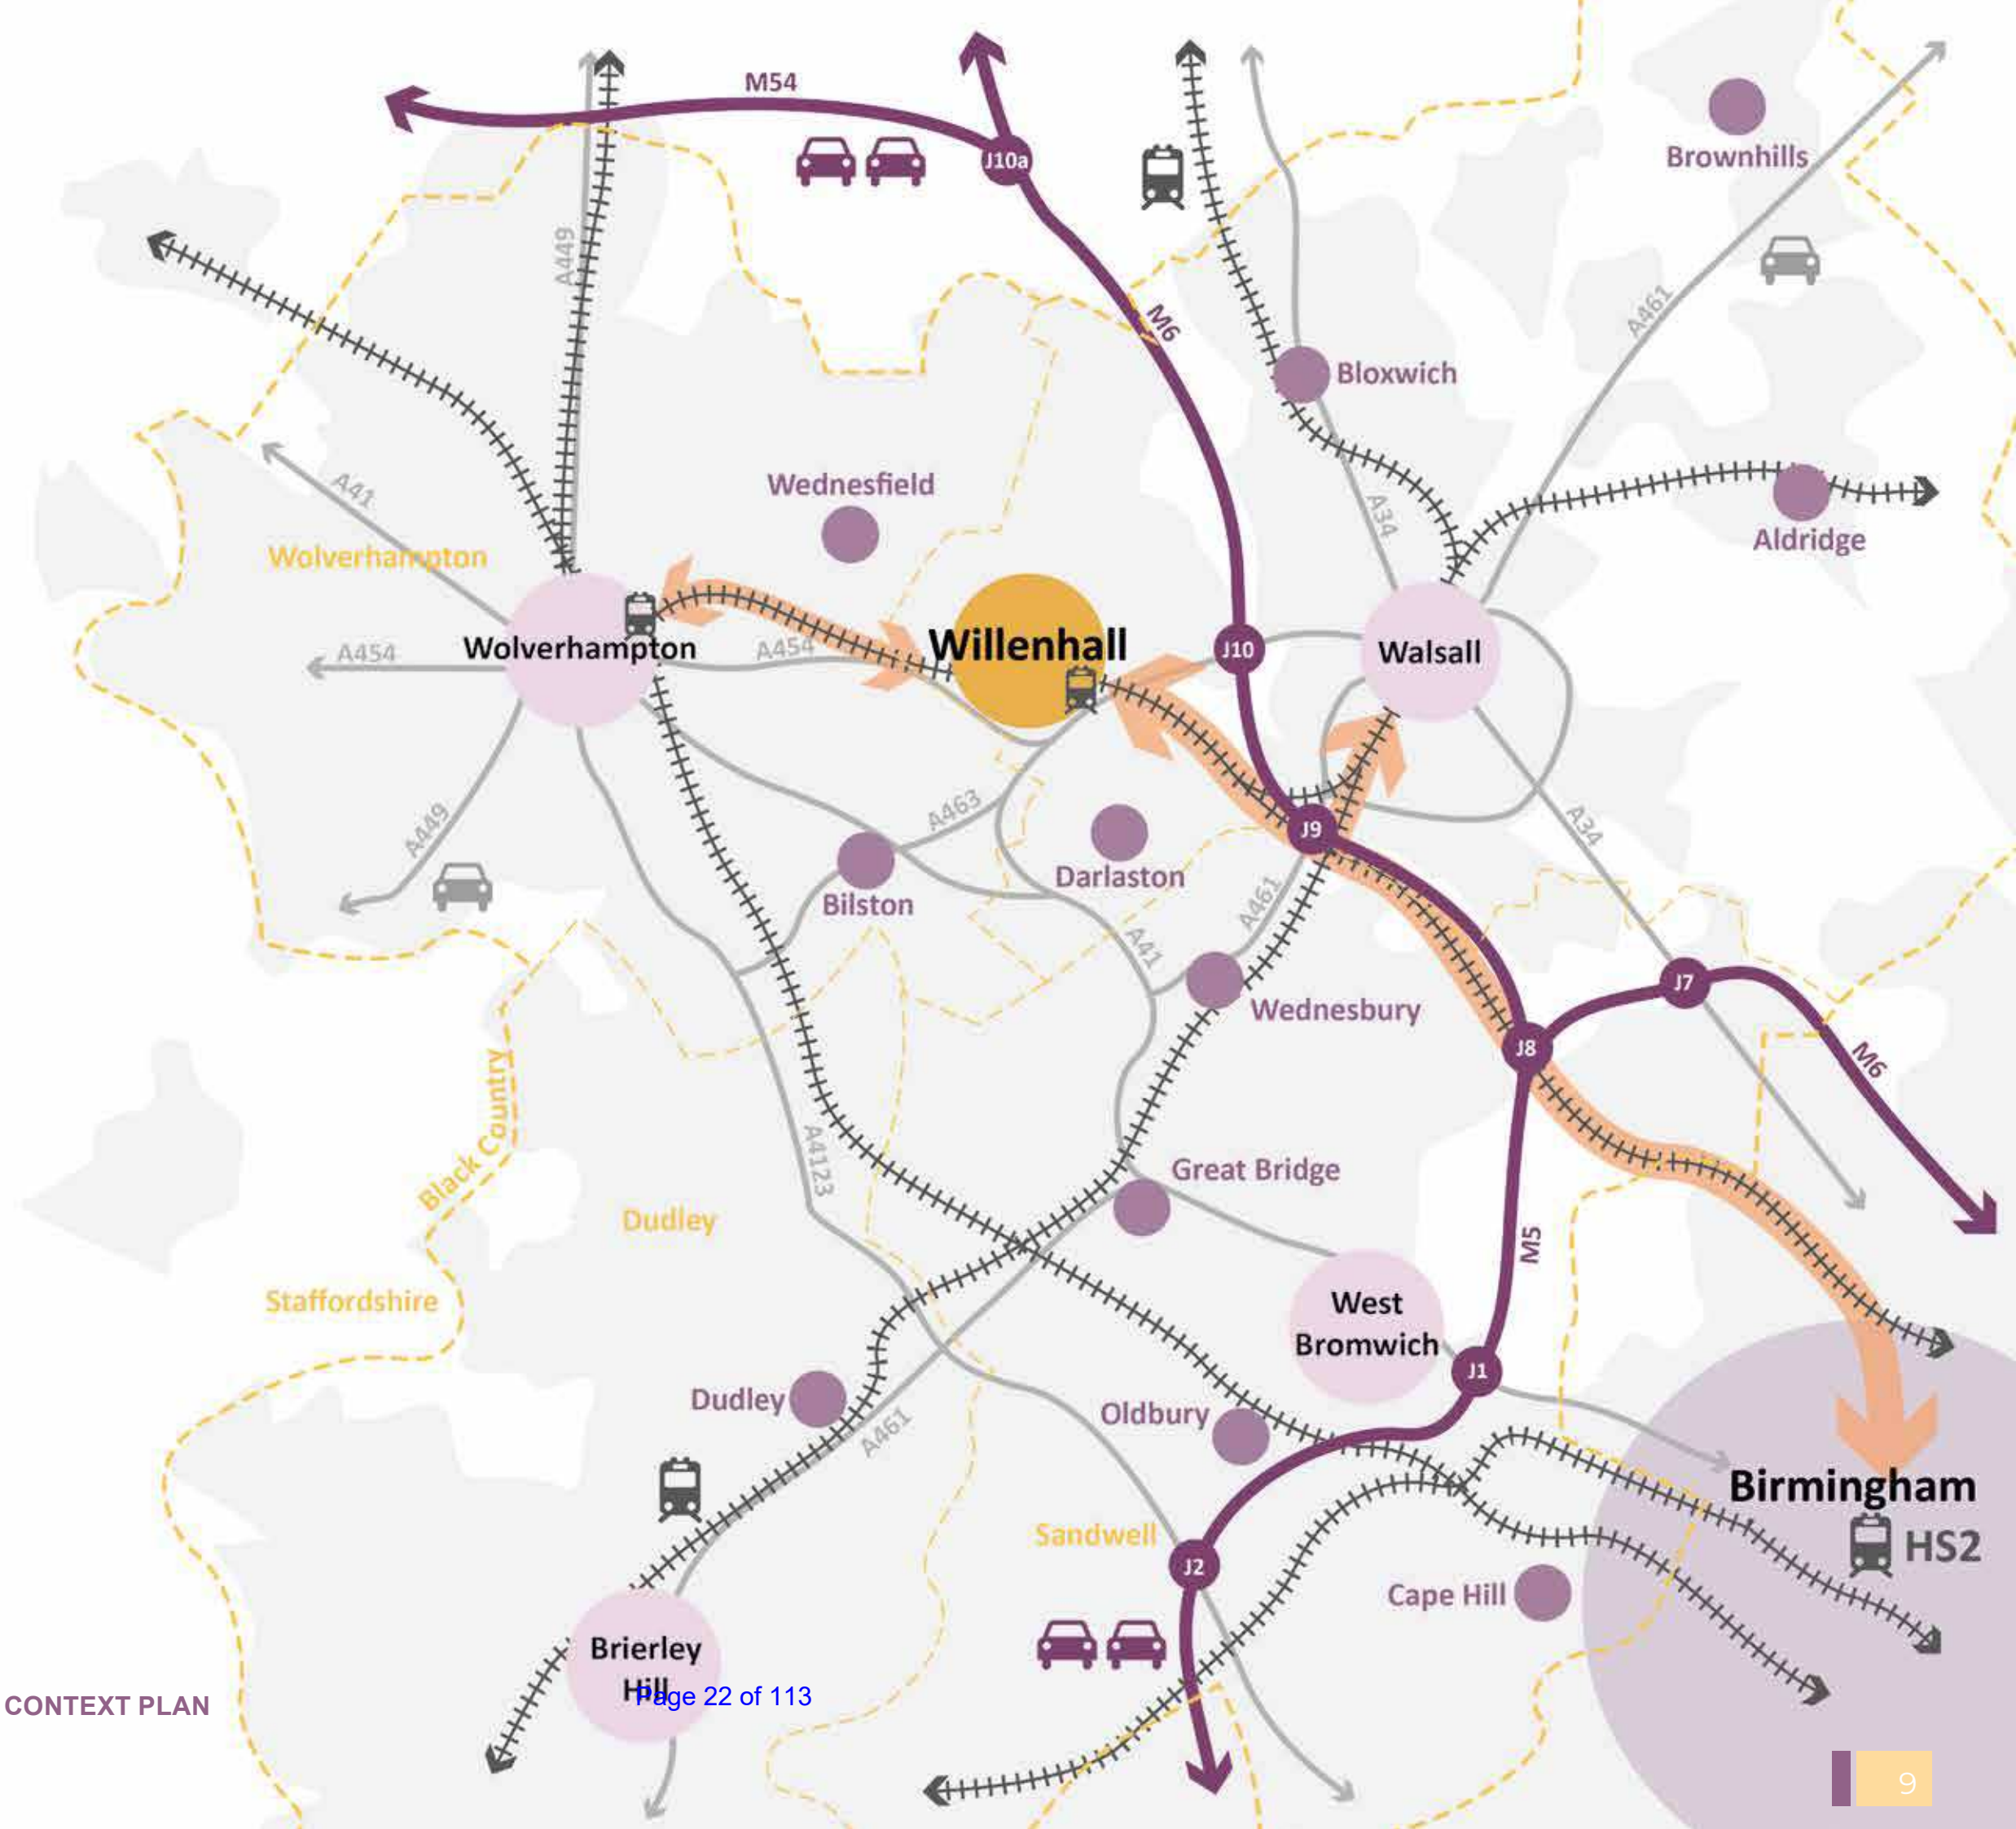 M54
J10a
Brownhills
A449
A461
M6
Bloxwich
A41
Wednesfield
A34
Aldridge
Wolverhampton
Wolverhampton
A454
A454
Willenhall
J10
Walsall
A449
A463
J9
A34
Darlaston
Bilston
A461
A41
Wednesbury
J7
J8
M6
Black Country
A4123
Great Bridge
Dudley
M5
Staffordshire
West
Bromwich
J1
Dudley
Oldbury
A461
Birmingham
HS2
Sandwell
J2
Cape Hill
Brierley
Hill
Page 22 of 113
CONTEXT PLAN
9